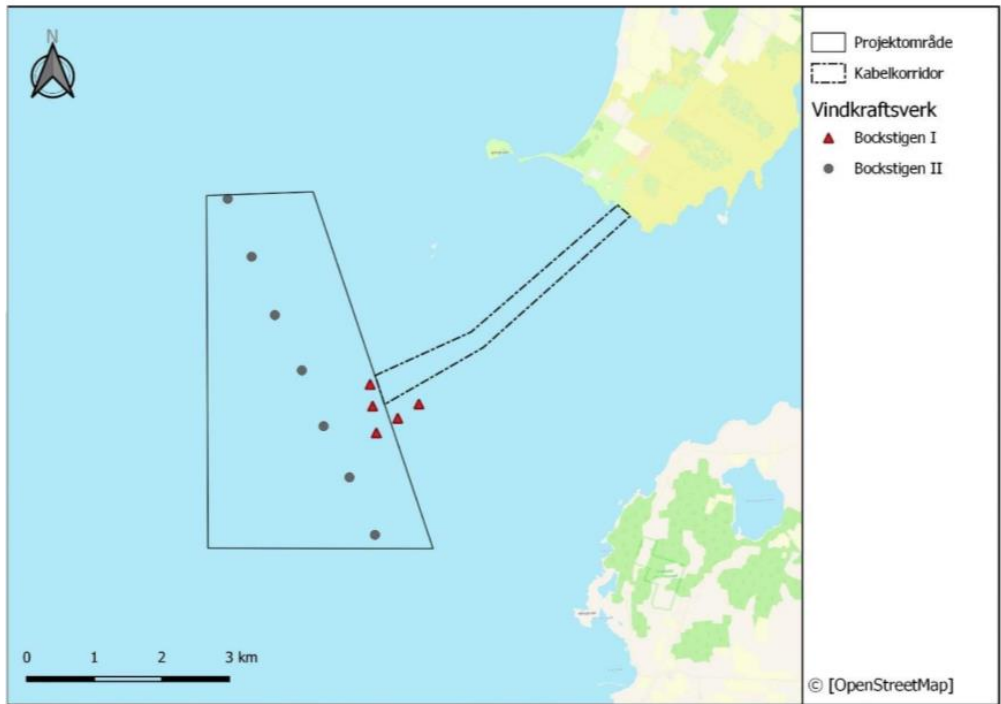 N
Projektområde
Kabelkorridor
Vindkraftsverk
Bockstigen I
Bockstigen II
0 1 2 3 km
© [OpenStreetMap]